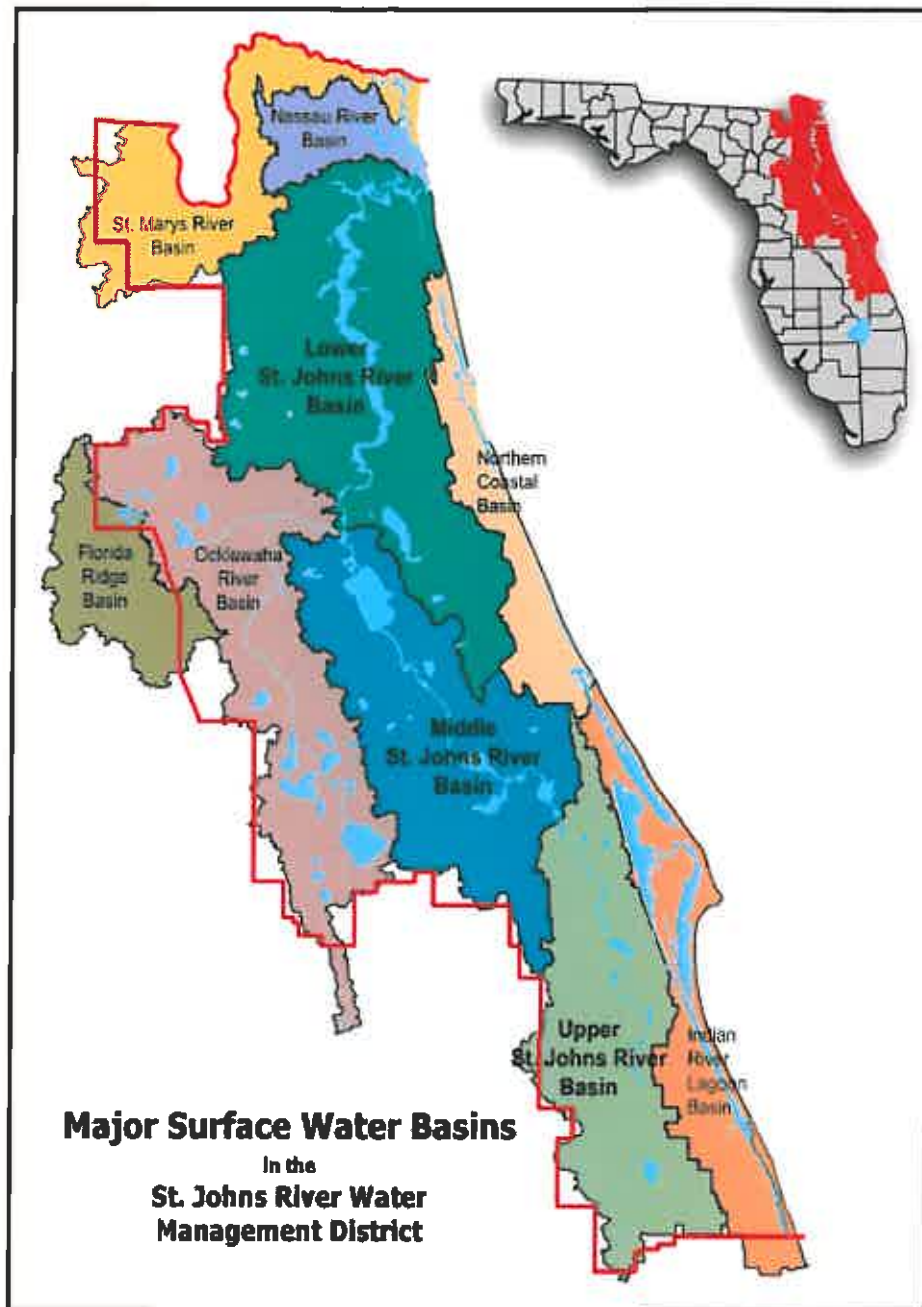 Nassau River
Basin
St. Marys River
Basin
Lower
St. Johns River
Basin
Northern
Coastal
Basin
Florida
Ridge
Basin
Ocklawaha
River
Basin
Middle
St. Johns River
Basin
Upper
St. Johns River
Basin
Indian
River
Lagoon
Basin
Major Surface Water Basins
in the
St. Johns River Water
Management District